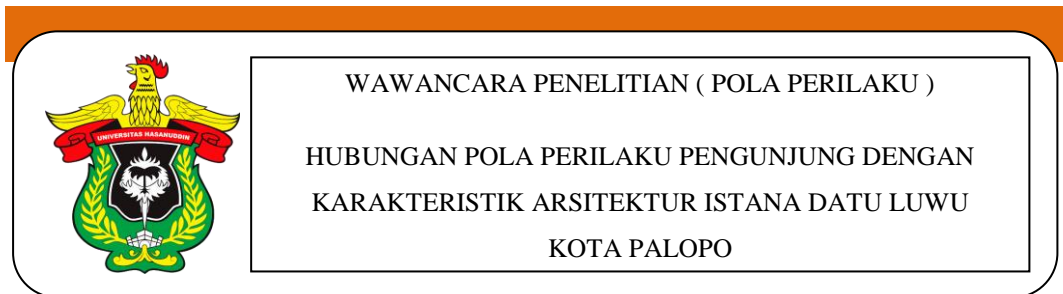 UNIVERSITAS HASANUDDIN
WAWANCARA PENELITIAN ( POLA PERILAKU )
HUBUNGAN POLA PERILAKU PENGUNJUNG DENGAN
KARAKTERISTIK ARSITEKTUR ISTANA DATU LUWU
KOTA PALOPO